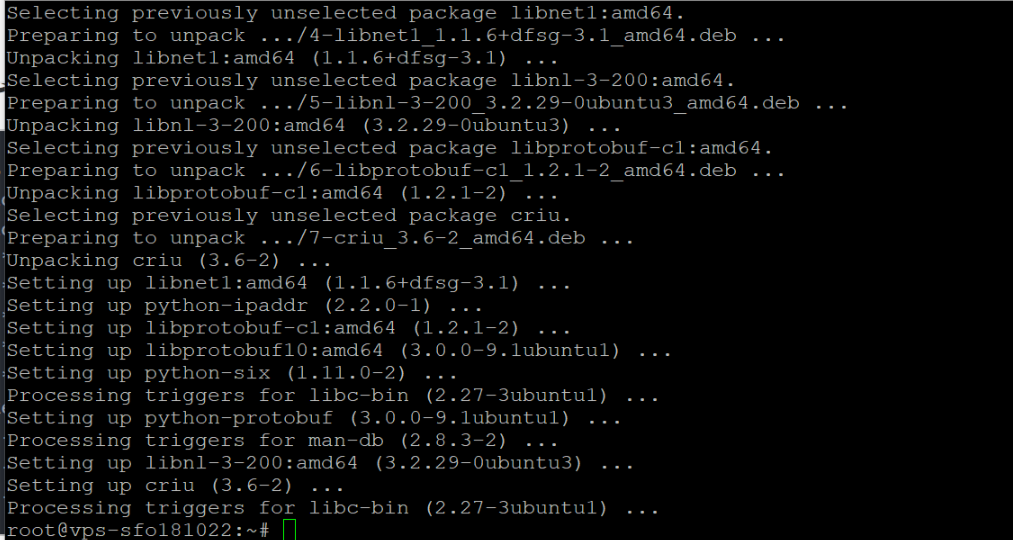 Selecting previously unselected package libnet1:amd64.
Preparing to unpack .../4-libnet1_1.1.6+dfsg-3.1_amd64.deb ...
Unpacking libnet1:amd64 (1.1.6+dfsg-3.1) ...
Selecting previously unselected package libnl-3-200:amd64.
Preparing to unpack .../5-libnl-3-200_3.2.29-0ubuntu3_amd64.deb ...
Unpacking libnl-3-200:amd64 (3.2.29-0ubuntu3) ...
Selecting previously unselected package libprotobuf-c1:amd64.
Preparing to unpack .../6-libprotobuf-c1_1.2.1-2_amd64.deb ...
Unpacking libprotobuf-c1:amd64 (1.2.1-2) ...
Selecting previously unselected package criu.
Preparing to unpack .../7-criu_3.6-2_amd64.deb ...
Unpacking criu (3.6-2) ...
Setting up libnet1:amd64 (1.1.6+dfsg-3.1) ...
Setting up python-ipaddr (2.2.0-1) ...
Setting up libprotobuf-c1:amd64 (1.2.1-2) ...
Setting up libprotobuf10:amd64 (3.0.0-9.1ubuntu1) ...
Setting up python-six (1.11.0-2) ...
Processing triggers for libc-bin (2.27-3ubuntu1) ...
Setting up python-protobuf (3.0.0-9.1ubuntu1) ...
Processing triggers for man-db (2.8.3-2) ...
Setting up libnl-3-200:amd64 (3.2.29-0ubuntu3) ...
Setting up criu (3.6-2) ...
Processing triggers for libc-bin (2.27-3ubuntu1) ...
root@vps-sfo181022:~#